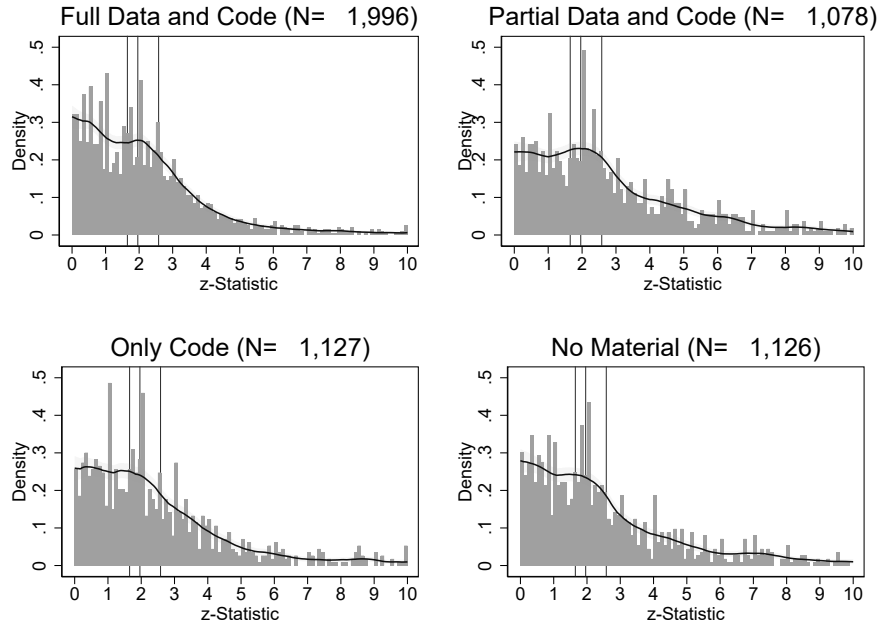 Full Data and Code (N= 1,996)
Density
0 .1 .2 .3 .4 .5
0 1 2 3 4 5 6 7 8 9 10
z-Statistic
Partial Data and Code (N= 1,078)
Density
0 .1 .2 .3 .4 .5
0 1 2 3 4 5 6 7 8 9 10
z-Statistic
Only Code (N= 1,127)
Density
0 .1 .2 .3 .4 .5
0 1 2 3 4 5 6 7 8 9 10
z-Statistic
No Material (N= 1,126)
Density
0 .1 .2 .3 .4 .5
0 1 2 3 4 5 6 7 8 9 10
z-Statistic